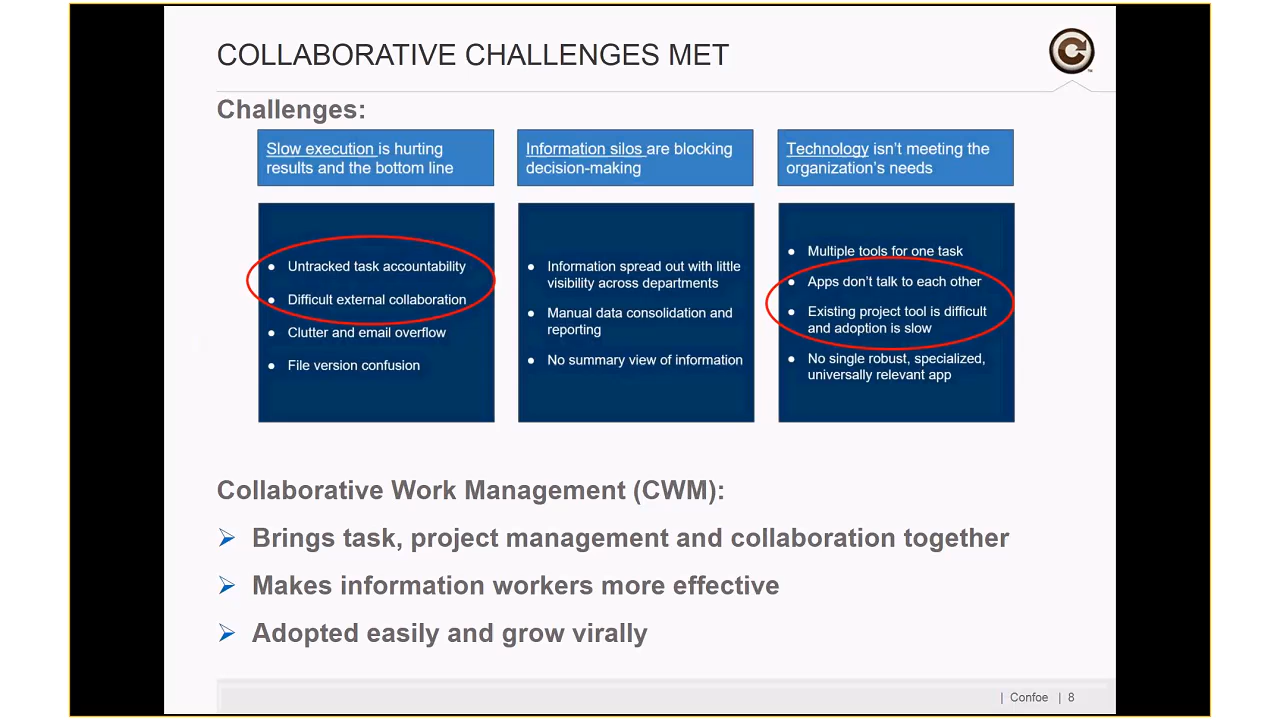 COLLABORATIVE CHALLENGES MET
Challenges:
Slow execution is hurting
results and the bottom line
● Untracked task accountability
● Difficult external collaboration
● Clutter and email overflow
● File version confusion
Information silos are blocking
decision-making
● Information spread out with little
visibility across departments
● Manual data consolidation and
reporting
● No summary view of information
Technology isn’t meeting the
organization’s needs
● Multiple tools for one task
● Apps don’t talk to each other
● Existing project tool is difficult
and adoption is slow
● No single robust, specialized,
universally relevant app
Collaborative Work Management (CWM):
➢ Brings task, project management and collaboration together
➢ Makes information workers more effective
➢ Adopted easily and grow virally
| Confoe | 8
C